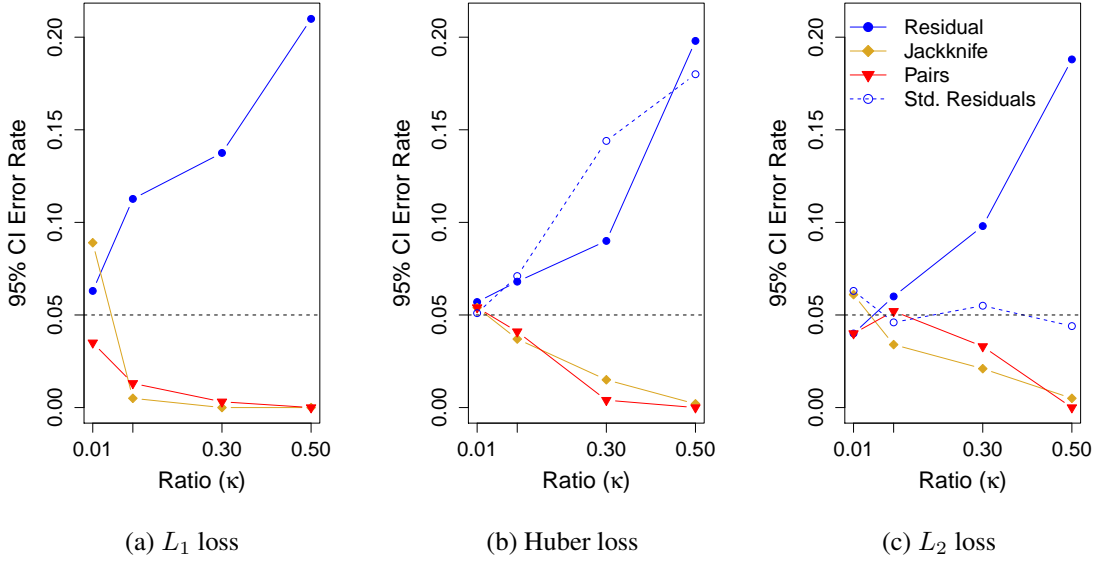 95% CI Error Rate
0.00
0.05
0.10
0.15
0.20
0.01
0.30
0.50
Ratio (κ)
(a) L1 loss
95% CI Error Rate
0.00
0.05
0.10
0.15
0.20
0.01
0.30
0.50
Ratio (κ)
(b) Huber loss
95% CI Error Rate
0.00
0.05
0.10
0.15
0.20
Residual
Jackknife
Pairs
Std. Residuals
0.01
0.30
0.50
Ratio (κ)
(c) L2 loss